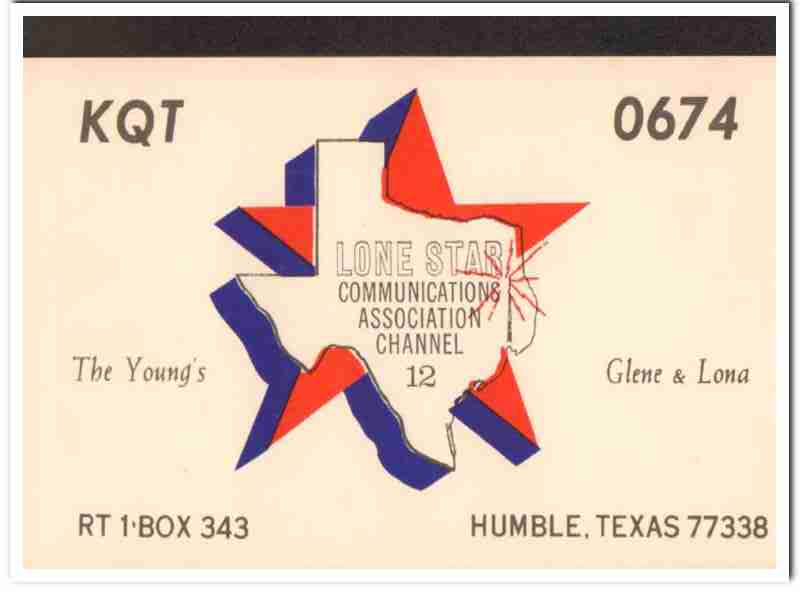 KQT 0674
LONE STAR
COMMUNICATIONS
ASSOCIATION
CHANNEL
12
The Young's
Glene & Lona
RT 1·BOX 343
HUMBLE, TEXAS 77338